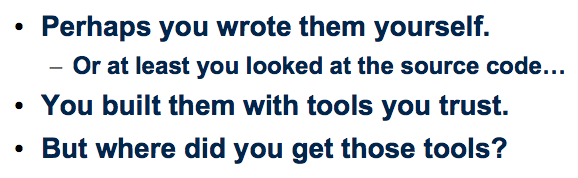 • Perhaps you wrote them yourself.
– Or at least you looked at the source code…
• You built them with tools you trust.
• But where did you get those tools?